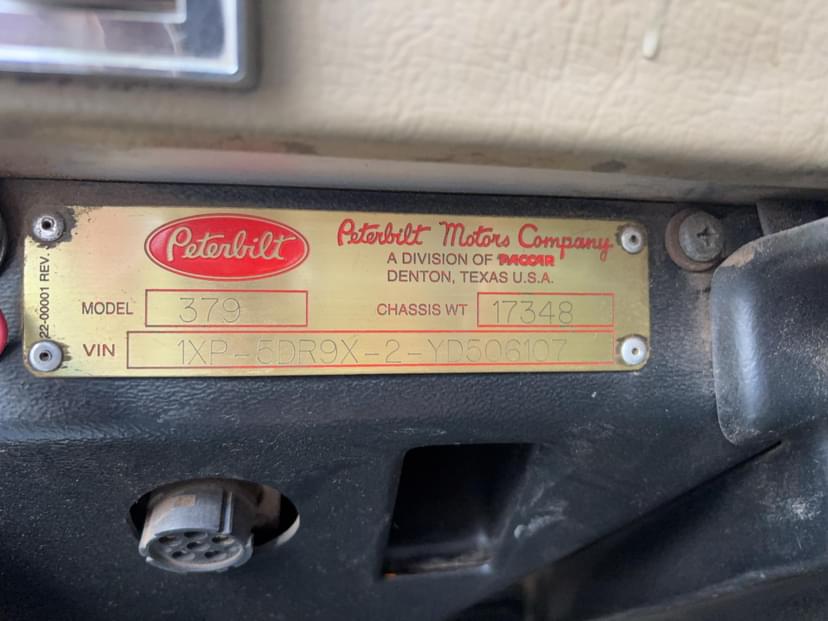 Peterbilt
Peterbilt Motors Company
A DIVISION OF PACCAR
DENTON, TEXAS U.S.A.
22-00001 REV.
MODEL 379 CHASSIS WT 17348
VIN 1XP-5DR9X-2-YD506107